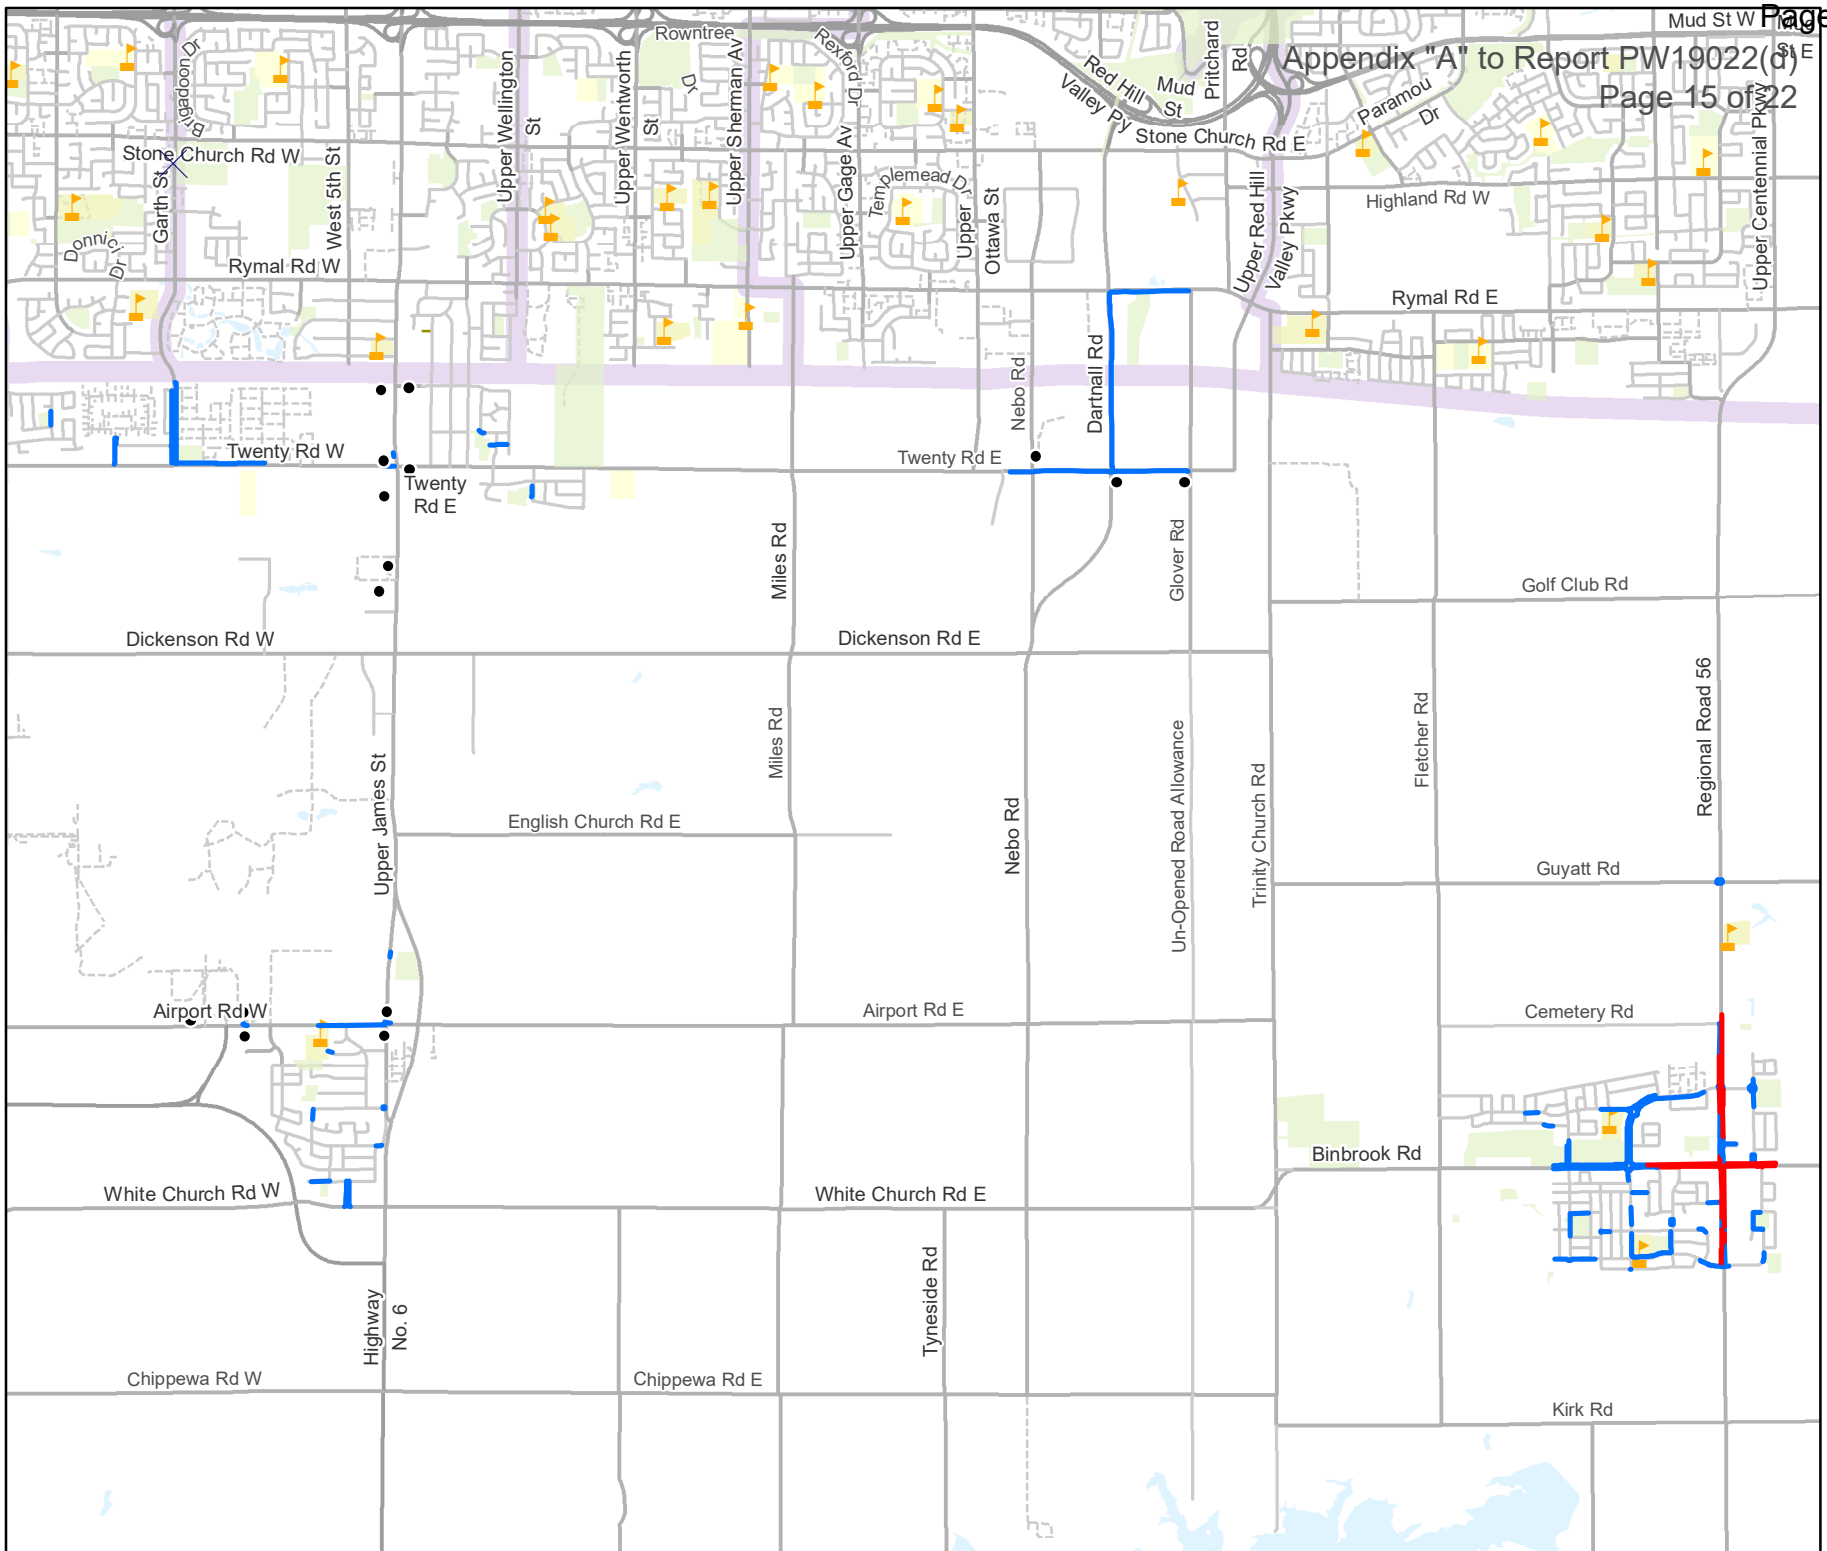 Page
Appendix "A" to Report PW19022(d)
Page 15 of 22
Mud St W
Mud
St E
Brigadoon Dr
Rowntree
Dr
Rexford Dr
Red Hill
Valley Py
Mud
St
Pritchard
Rd
Paramou
Dr
Upper Wellington
St
Upper Wentworth
St
Upper Sherman Av
Upper Gage Av
Stone Church Rd W
Stone Church Rd E
Garth St
West 5th St
Templemead Dr
Upper
Ottawa St
Highland Rd W
Upper Red Hill
Valley Pkwy
Upper Centennial Pkwy
Donnici
Dr
Rymal Rd W
Rymal Rd E
Nebo Rd
Dartnall Rd
Twenty Rd W
Twenty Rd E
Twenty
Rd E
Miles Rd
Glover Rd
Golf Club Rd
Dickenson Rd W
Dickenson Rd E
Miles Rd
Fletcher Rd
Regional Road 56
Upper James St
English Church Rd E
Nebo Rd
Un-Opened Road Allowance
Trinity Church Rd
Guyatt Rd
Airport Rd W
Airport Rd E
Cemetery Rd
Binbrook Rd
White Church Rd W
White Church Rd E
Highway
No. 6
Tyneside Rd
Chippewa Rd W
Chippewa Rd E
Kirk Rd